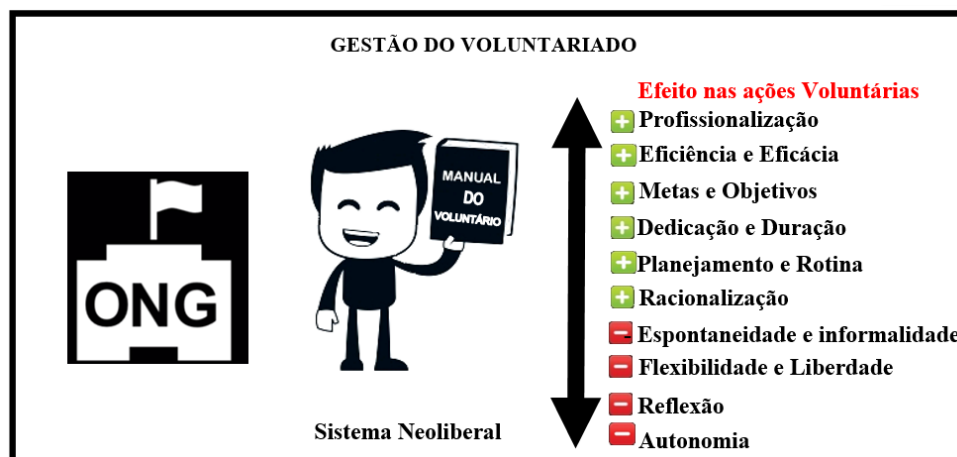 GESTÃO DO VOLUNTARIADO
ONG
MANUAL
DO
VOLUNTÁRIO
Sistema Neoliberal
Efeito nas ações Voluntárias
Profissionalização
Eficiência e Eficácia
Metas e Objetivos
Dedicação e Duração
Planejamento e Rotina
Racionalização
Espontaneidade e informalidade
Flexibilidade e Liberdade
Reflexão
Autonomia